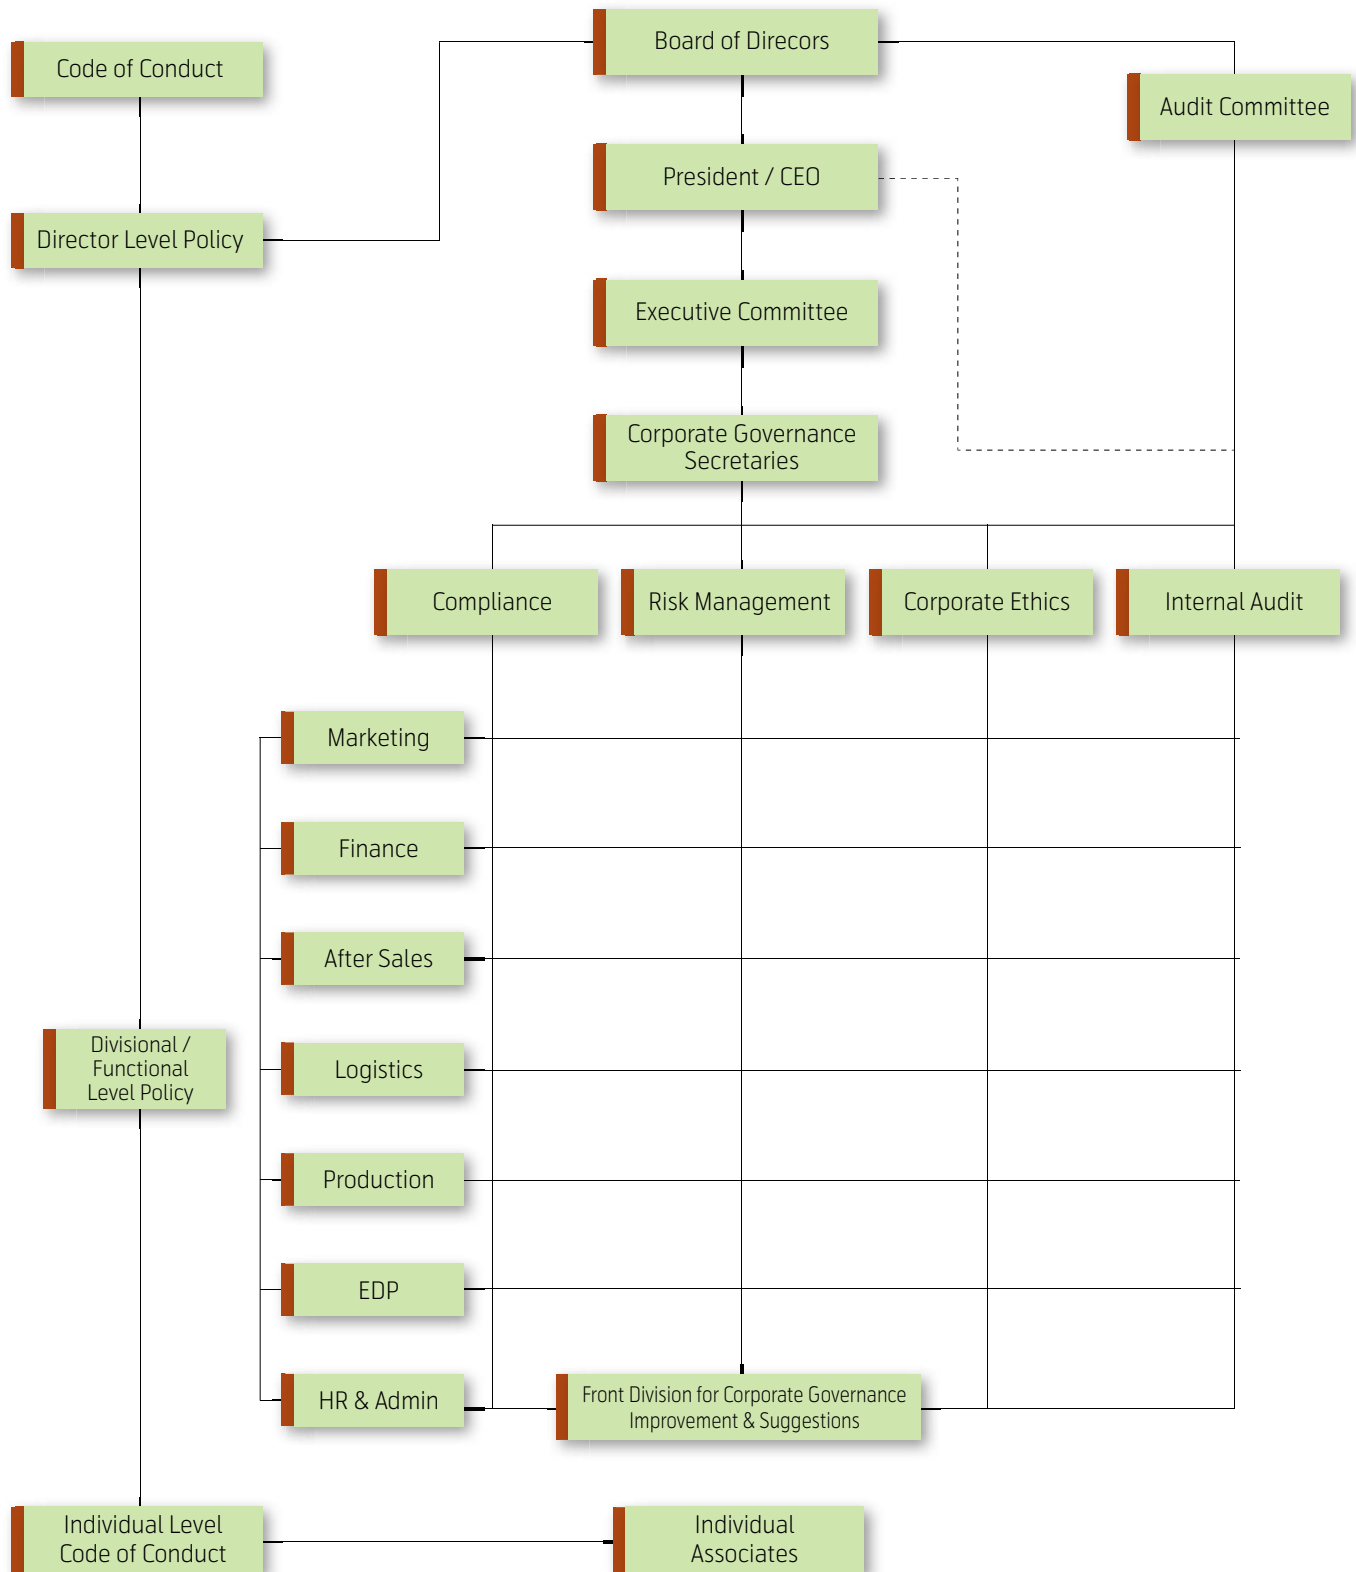 Board of Direcors
Code of Conduct
Audit Committee
President / CEO
Director Level Policy
Executive Committee
Corporate Governance
Secretaries
Compliance
Risk Management
Corporate Ethics
Internal Audit
Marketing
Finance
After Sales
Divisional /
Functional
Level Policy
Logistics
Production
EDP
HR & Admin
Front Division for Corporate Governance
Improvement & Suggestions
Individual Level
Code of Conduct
Individual
Associates